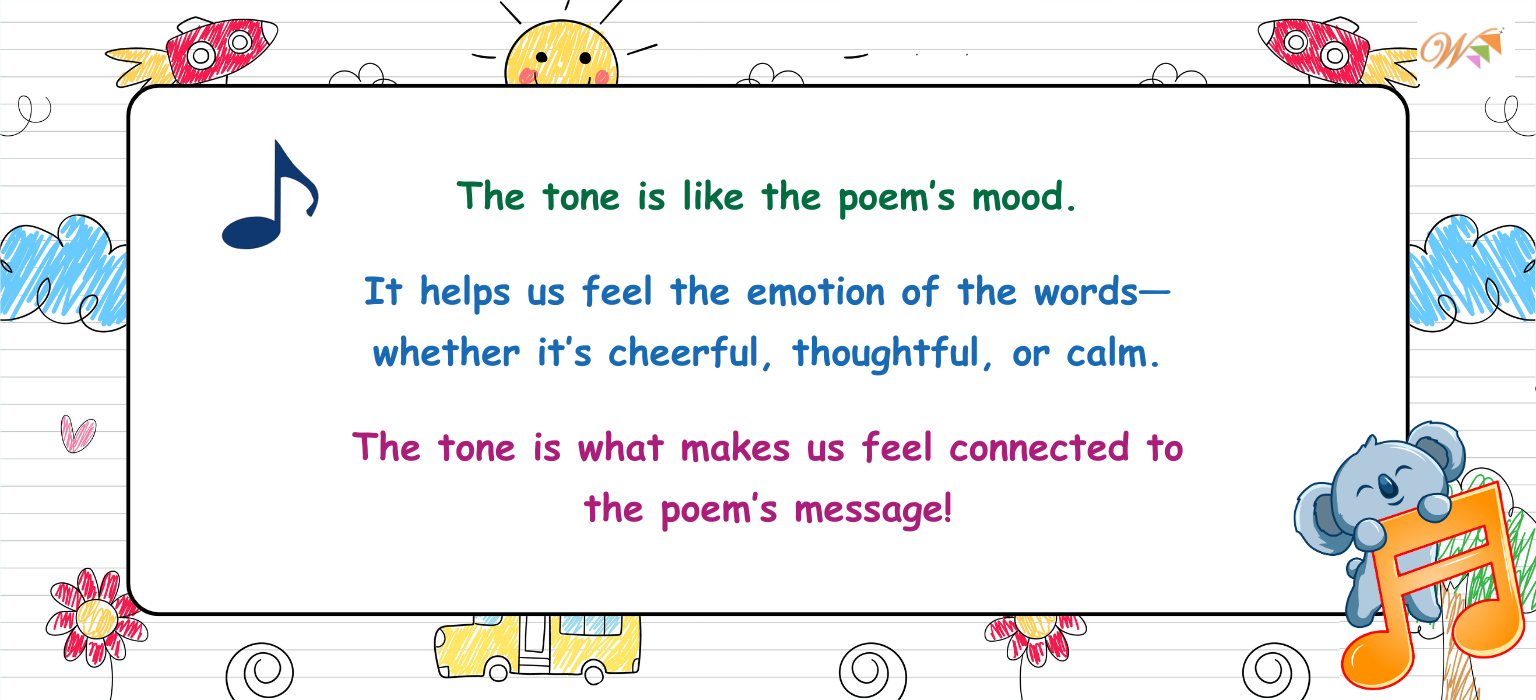 W
The tone is like the poem's mood.
It helps us feel the emotion of the words—
whether it's cheerful, thoughtful, or calm.
The tone is what makes us feel connected to
the poem's message!